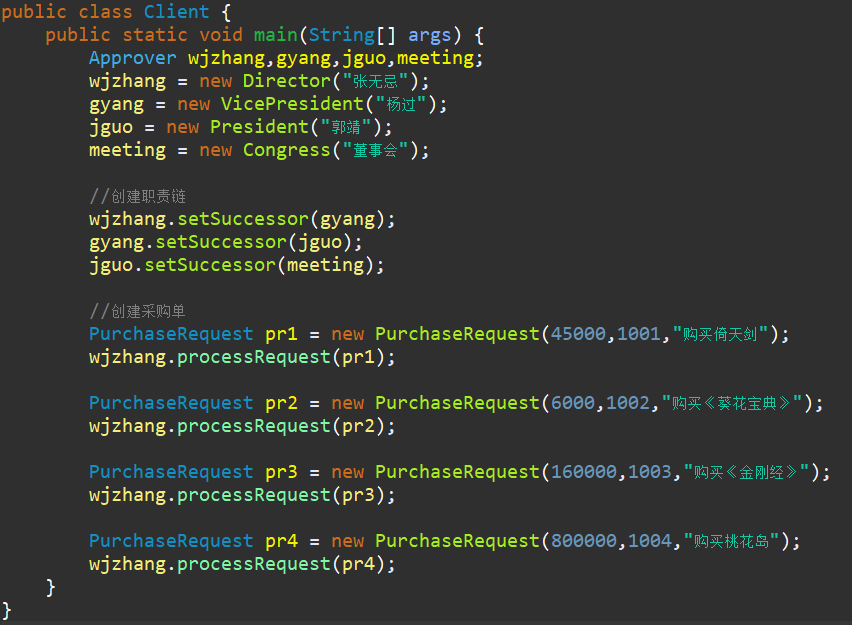 public class Client {
    public static void main(String[] args) {
        Approver wjzhang,gyang,jguo,meeting;
        wjzhang = new Director("张无忌");
        gyang = new VicePresident("杨过");
        jguo = new President("郭靖");
        meeting = new Congress("董事会");

        //创建职责链
        wjzhang.setSuccessor(gyang);
        gyang.setSuccessor(jguo);
        jguo.setSuccessor(meeting);

        //创建采购单
        PurchaseRequest pr1 = new PurchaseRequest(45000,1001,"购买倚天剑");
        wjzhang.processRequest(pr1);

        PurchaseRequest pr2 = new PurchaseRequest(6000,1002,"购买《葵花宝典》");
        wjzhang.processRequest(pr2);

        PurchaseRequest pr3 = new PurchaseRequest(160000,1003,"购买《金刚经》");
        wjzhang.processRequest(pr3);

        PurchaseRequest pr4 = new PurchaseRequest(800000,1004,"购买桃花岛");
        wjzhang.processRequest(pr4);
    }
}